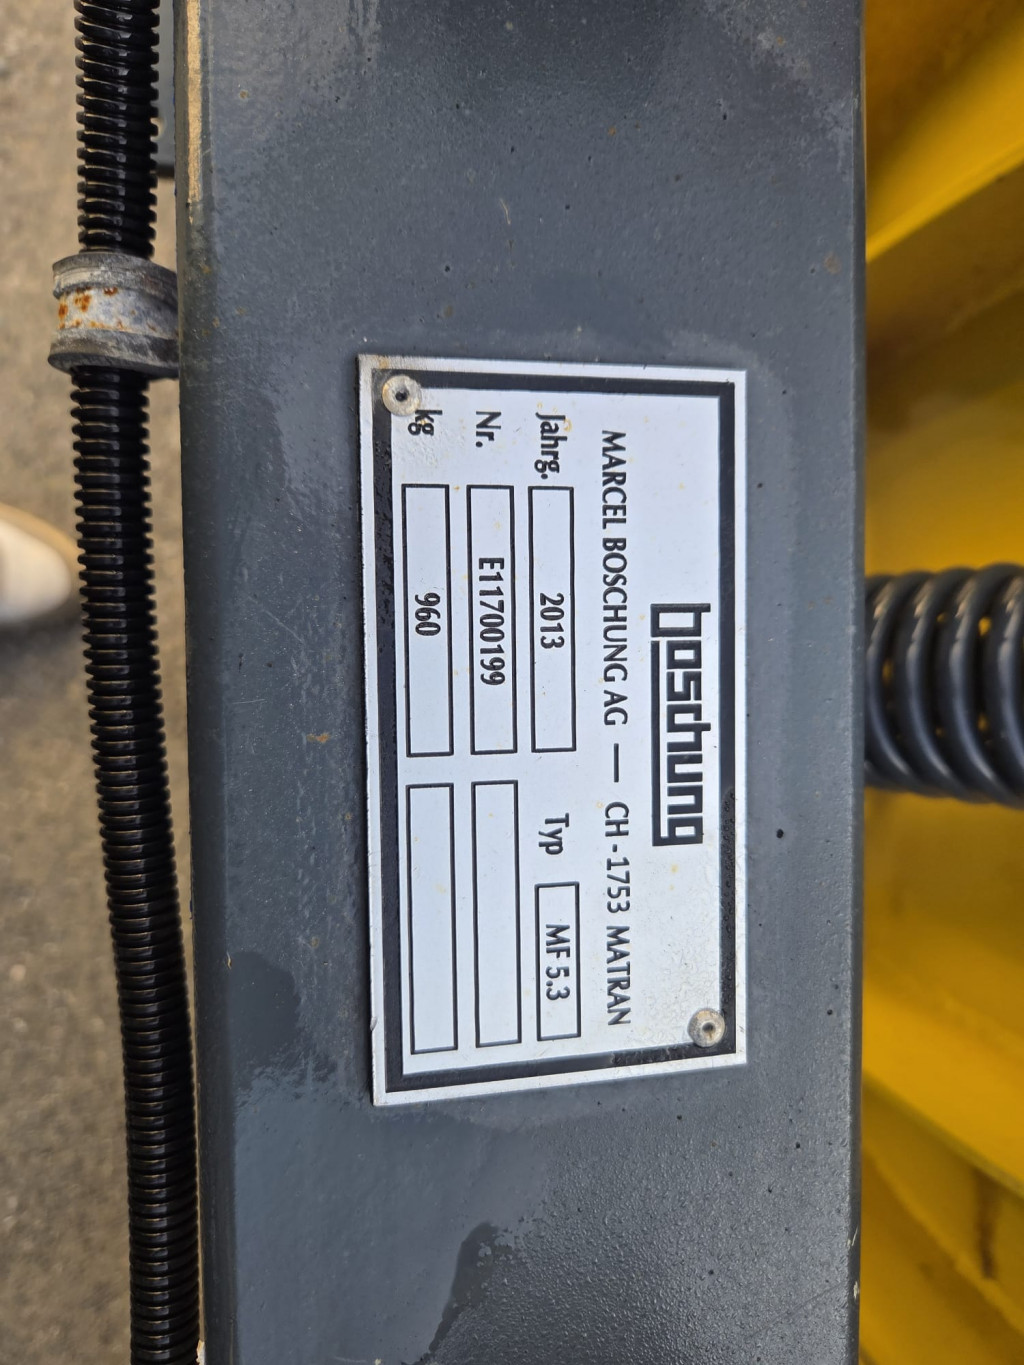 boschung
MARCEL BOSCHUNG AG — CH - 1753 MATRAN
Jahrg. 2013 Typ MF 5.3
Nr. E11700199
kg 960